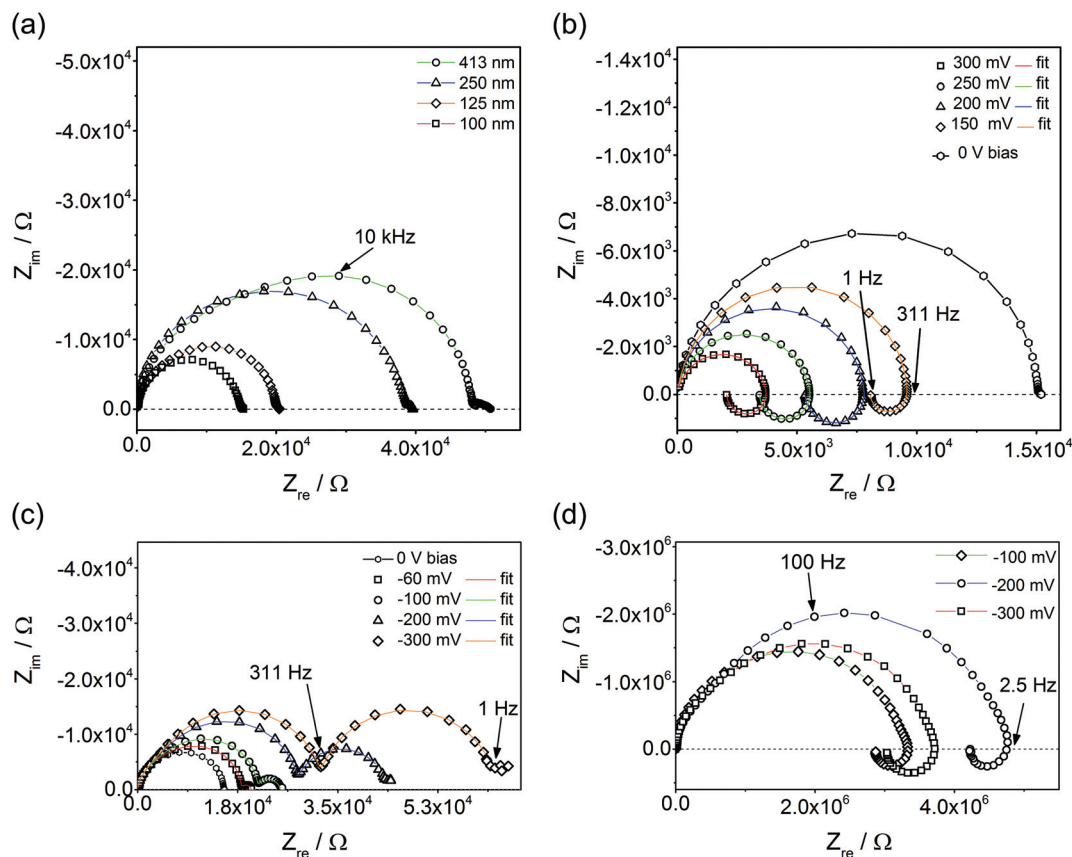 (a)
-5.0x10⁴
-4.0x10⁴
-3.0x10⁴
-2.0x10⁴
-1.0x10⁴
0.0
Z_im / Ω
413 nm
250 nm
125 nm
100 nm
10 kHz
0.0
2.0x10⁴
4.0x10⁴
Z_re / Ω
(b)
-1.4x10⁴
-1.2x10⁴
-1.0x10⁴
-8.0x10³
-6.0x10³
-4.0x10³
-2.0x10³
0.0
2.0x10³
Z_im / Ω
300 mV fit
250 mV fit
200 mV fit
150 mV fit
0 V bias
1 Hz
311 Hz
0.0
5.0x10³
1.0x10⁴
1.5x10⁴
Z_re / Ω
(c)
-4.0x10⁴
-3.0x10⁴
-2.0x10⁴
-1.0x10⁴
0.0
Z_im / Ω
0 V bias
-60 mV fit
-100 mV fit
-200 mV fit
-300 mV fit
311 Hz
1 Hz
0.0
1.8x10⁴
3.5x10⁴
5.3x10⁴
Z_re / Ω
(d)
-3.0x10⁶
-2.0x10⁶
-1.0x10⁶
0.0
1.0x10⁶
Z_im / Ω
-100 mV
-200 mV
-300 mV
100 Hz
2.5 Hz
0.0
2.0x10⁶
4.0x10⁶
Z_re / Ω